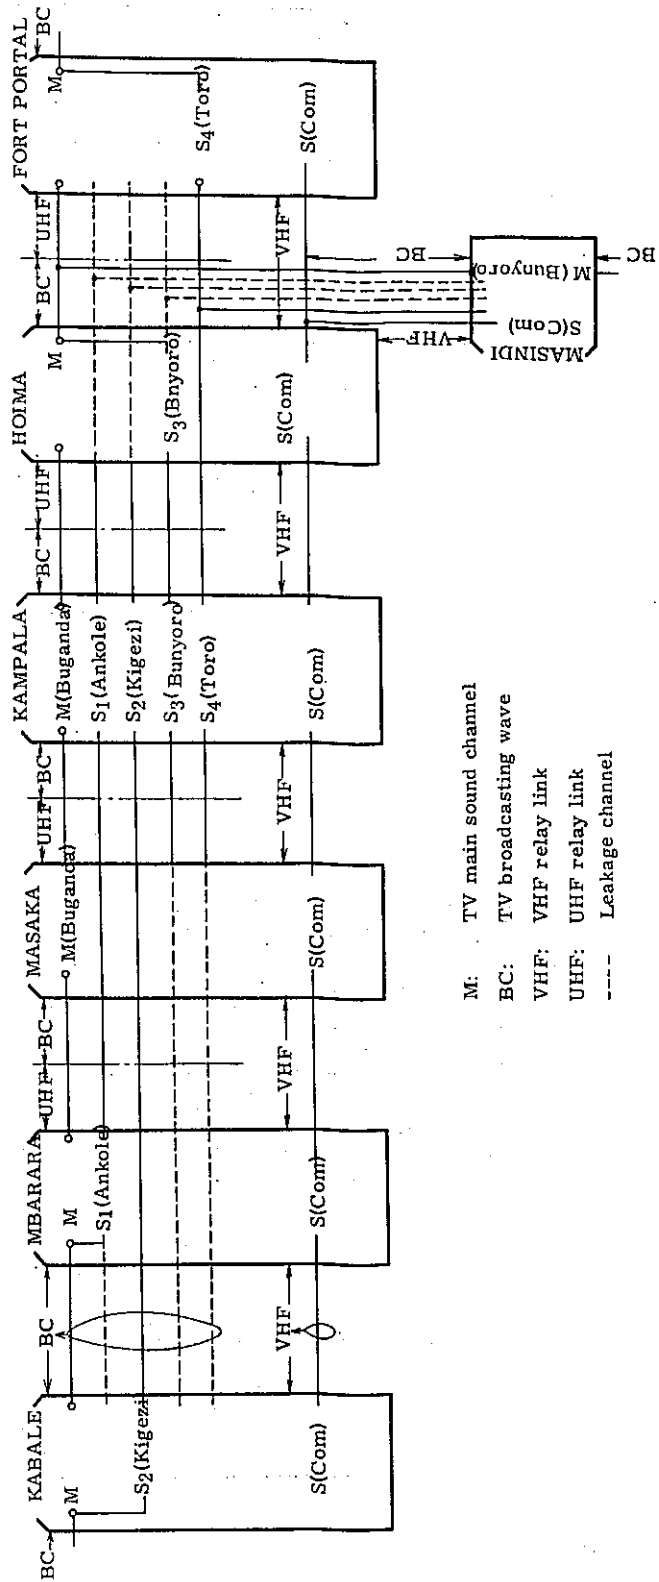 KABALE
BC
M
S2(Kigezi
S(Com)
BC
VHF
MBARARA
M
S1(Ankole)
S(Com)
UHF
BC
VHF
MASAKA
M(Buganda)
S(Com)
UHF
BC
VHF
KAMPALA
M(Buganda)
S1(Ankole)
S2(Kigezi)
S3(Bunyoro)
S4(Toro)
S(Com)
BC
UHF
VHF
HOIMA
M
S3(Bnyoro)
S(Com)
BC
UHF
VHF
FORT PORTAL
M
S4(Toro)
S(Com)
BC
BC
VHF
MASINDI
S(Com)
M(Bunyoro)
BC
M: TV main sound channel
BC: TV broadcasting wave
VHF: VHF relay link
UHF: UHF relay link
---- Leakage channel